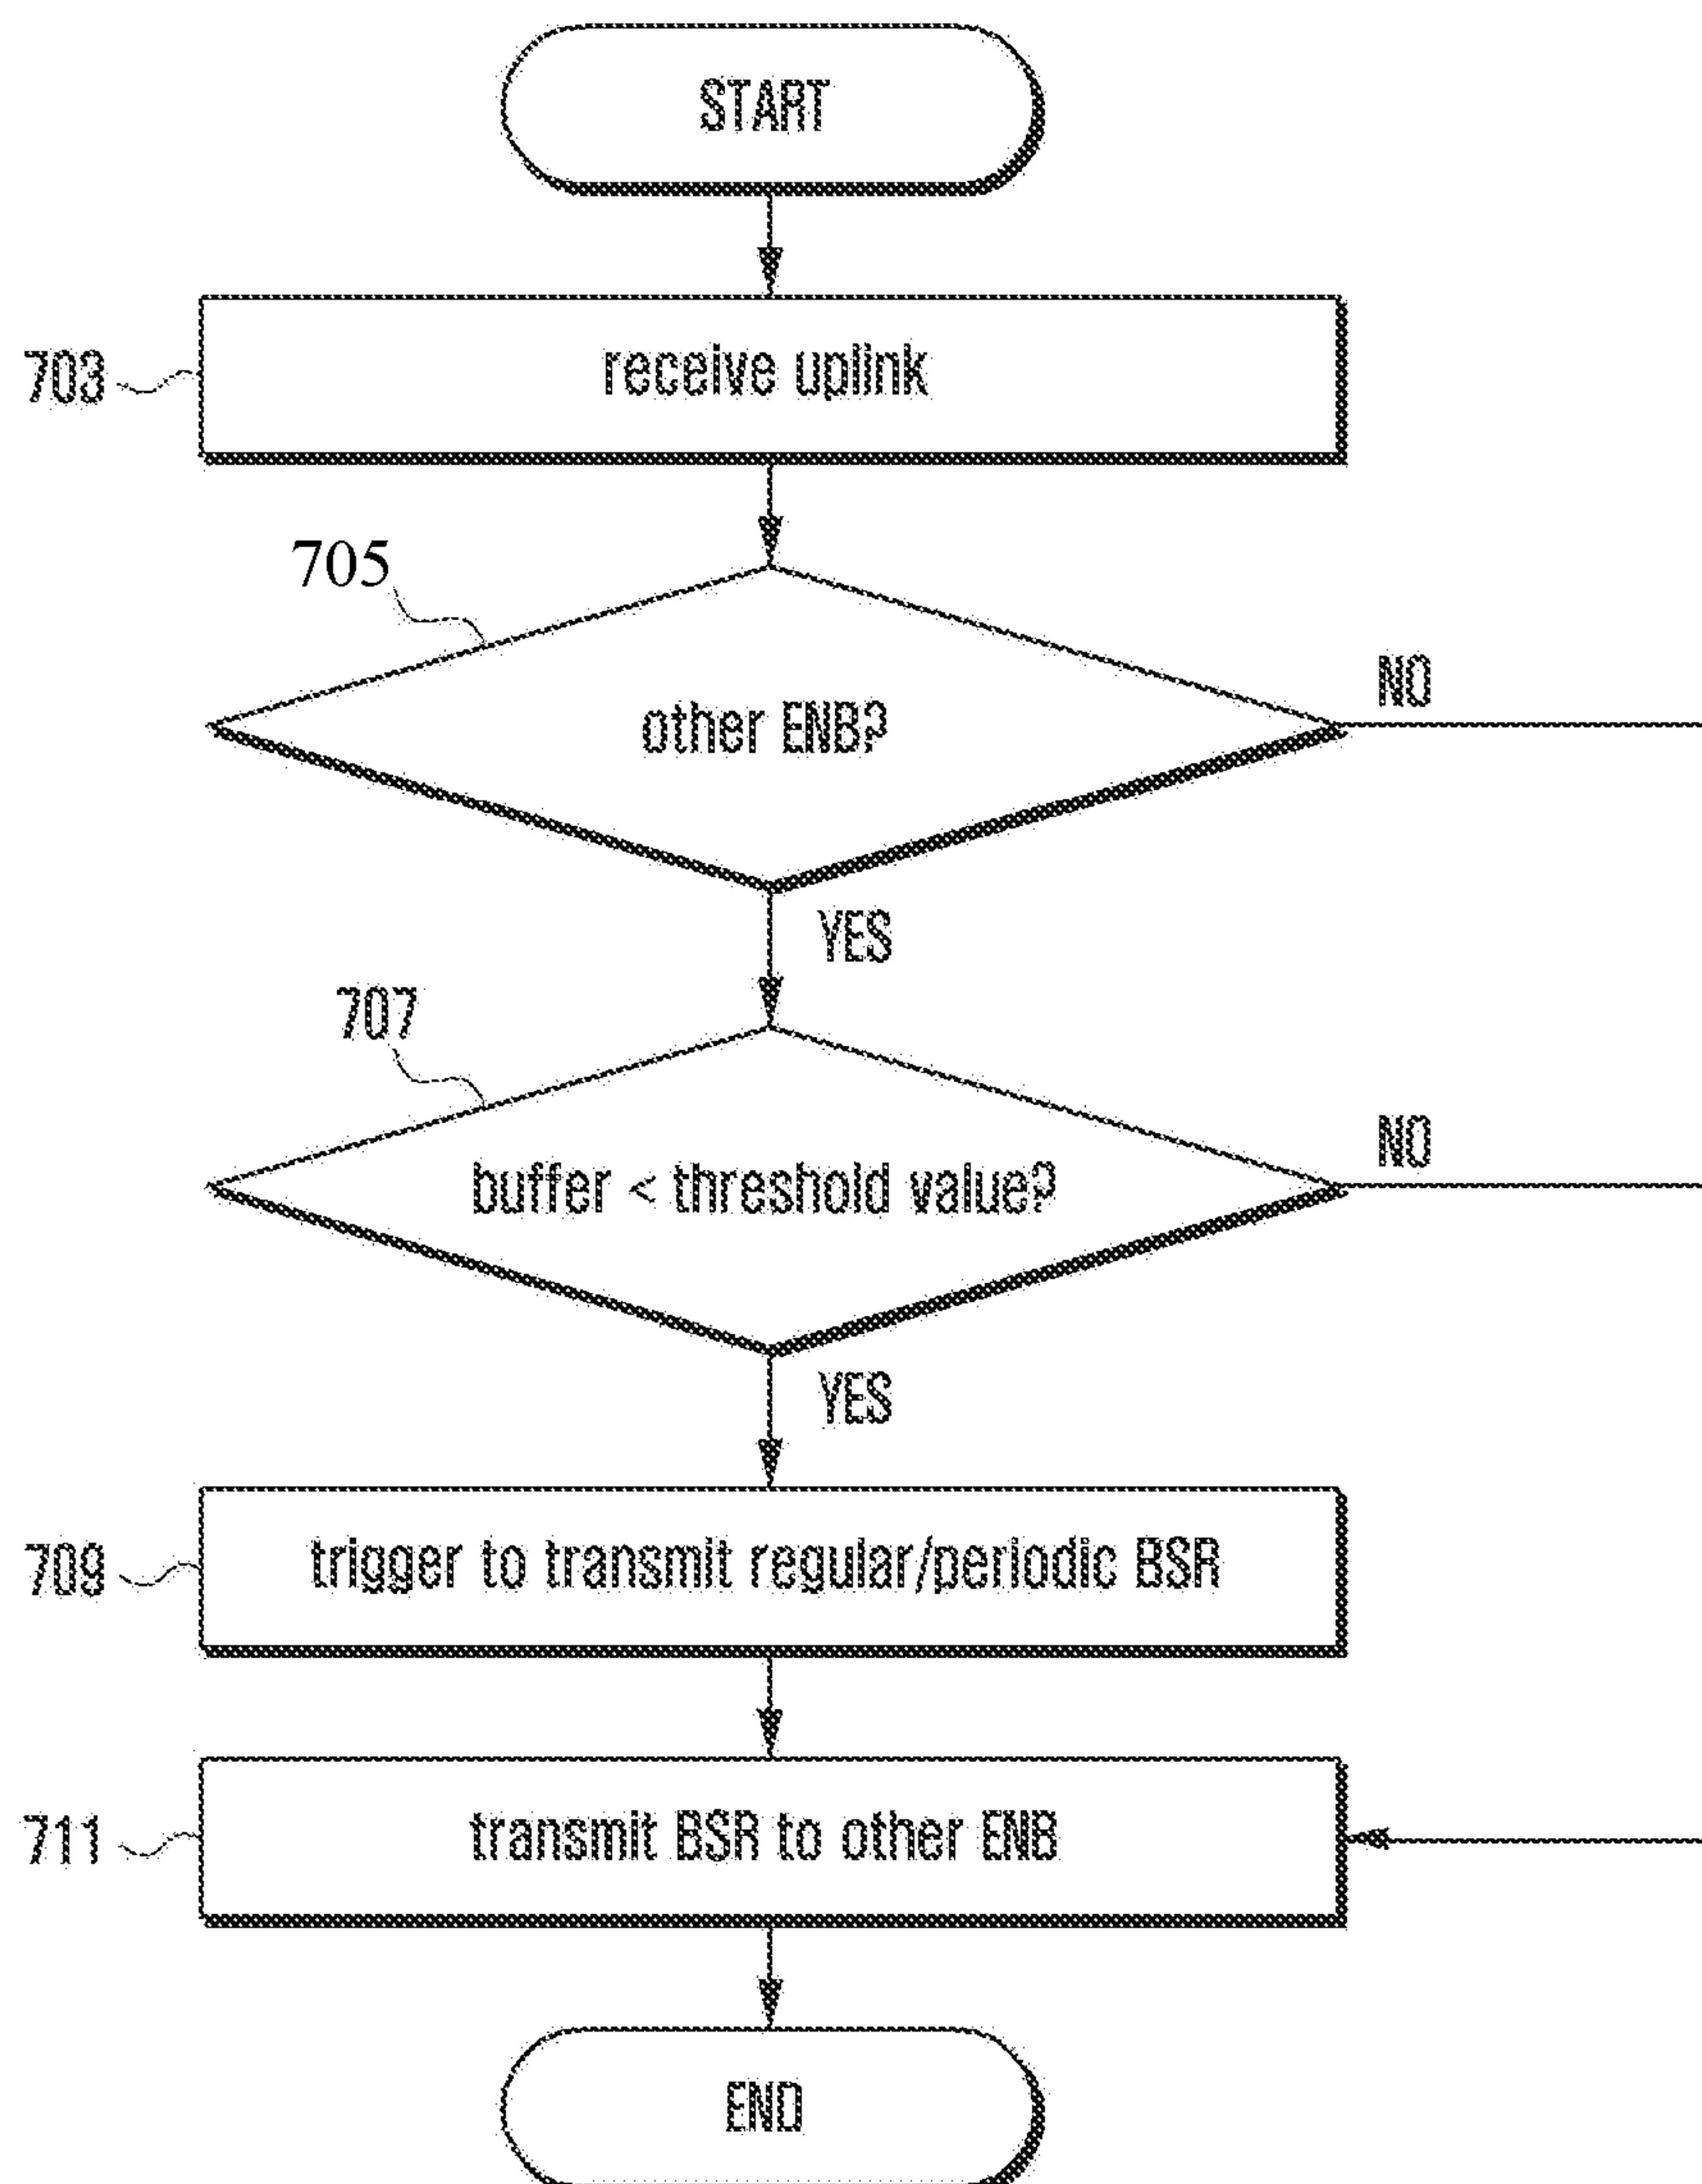 START
703
receive uplink
705
other ENB?
NO
YES
707
buffer < threshold value?
NO
YES
709
trigger to transmit regular/periodic BSR
711
transmit BSR to other ENB
END